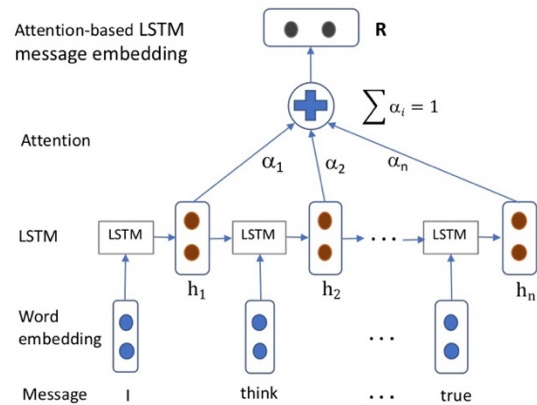 Attention-based LSTM
message embedding
R
∑ αᵢ = 1
Attention
α₁
α₂
αₙ
LSTM
LSTM
LSTM
...
LSTM
h₁
h₂
hₙ
Word
embedding
...
Message
I
think
...
true